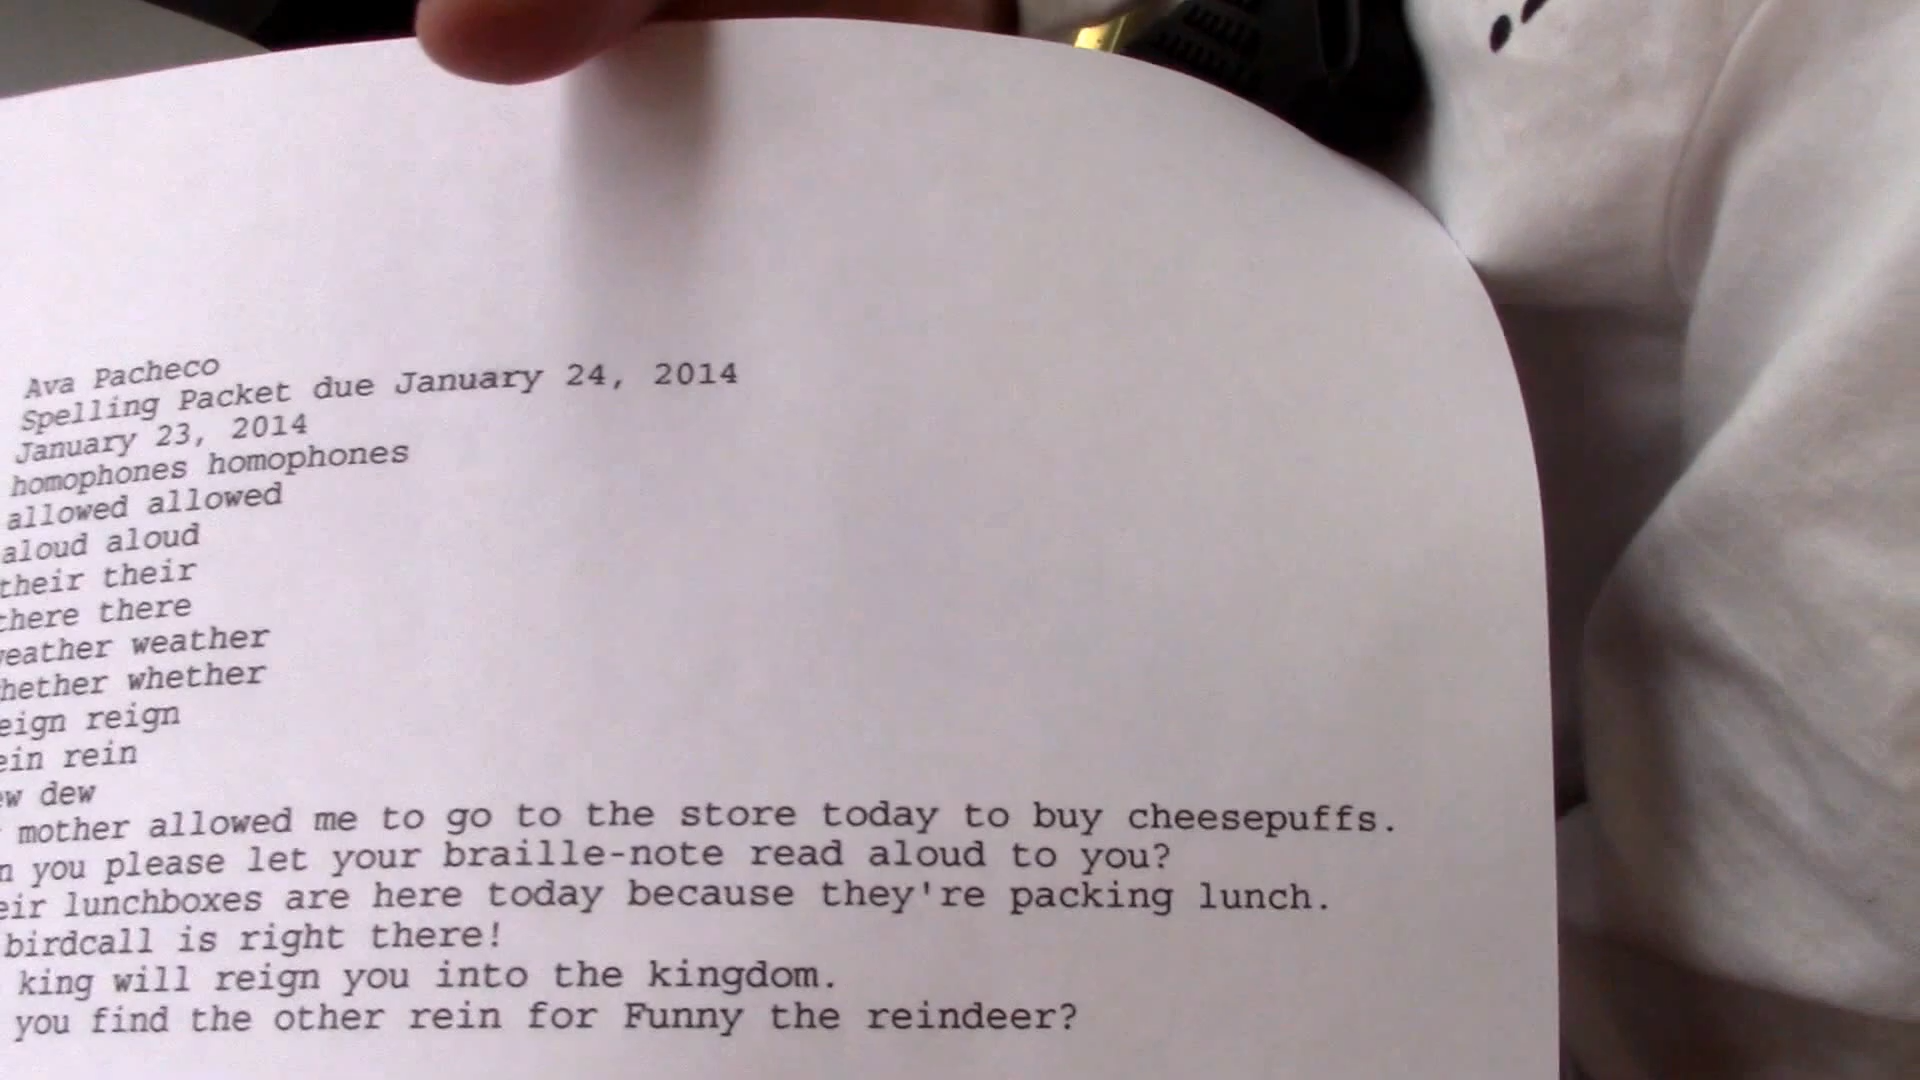 Ava Pacheco
Spelling Packet due January 24, 2014
January 23, 2014
homophones homophones
allowed allowed
aloud aloud
their their
there there
weather weather
whether whether
reign reign
rein rein
dew
mother allowed me to go to the store today to buy cheesepuffs.
you please let your braille-note read aloud to you?
lunchboxes are here today because they're packing lunch.
birdcall is right there!
king will reign you into the kingdom.
you find the other rein for Funny the reindeer?